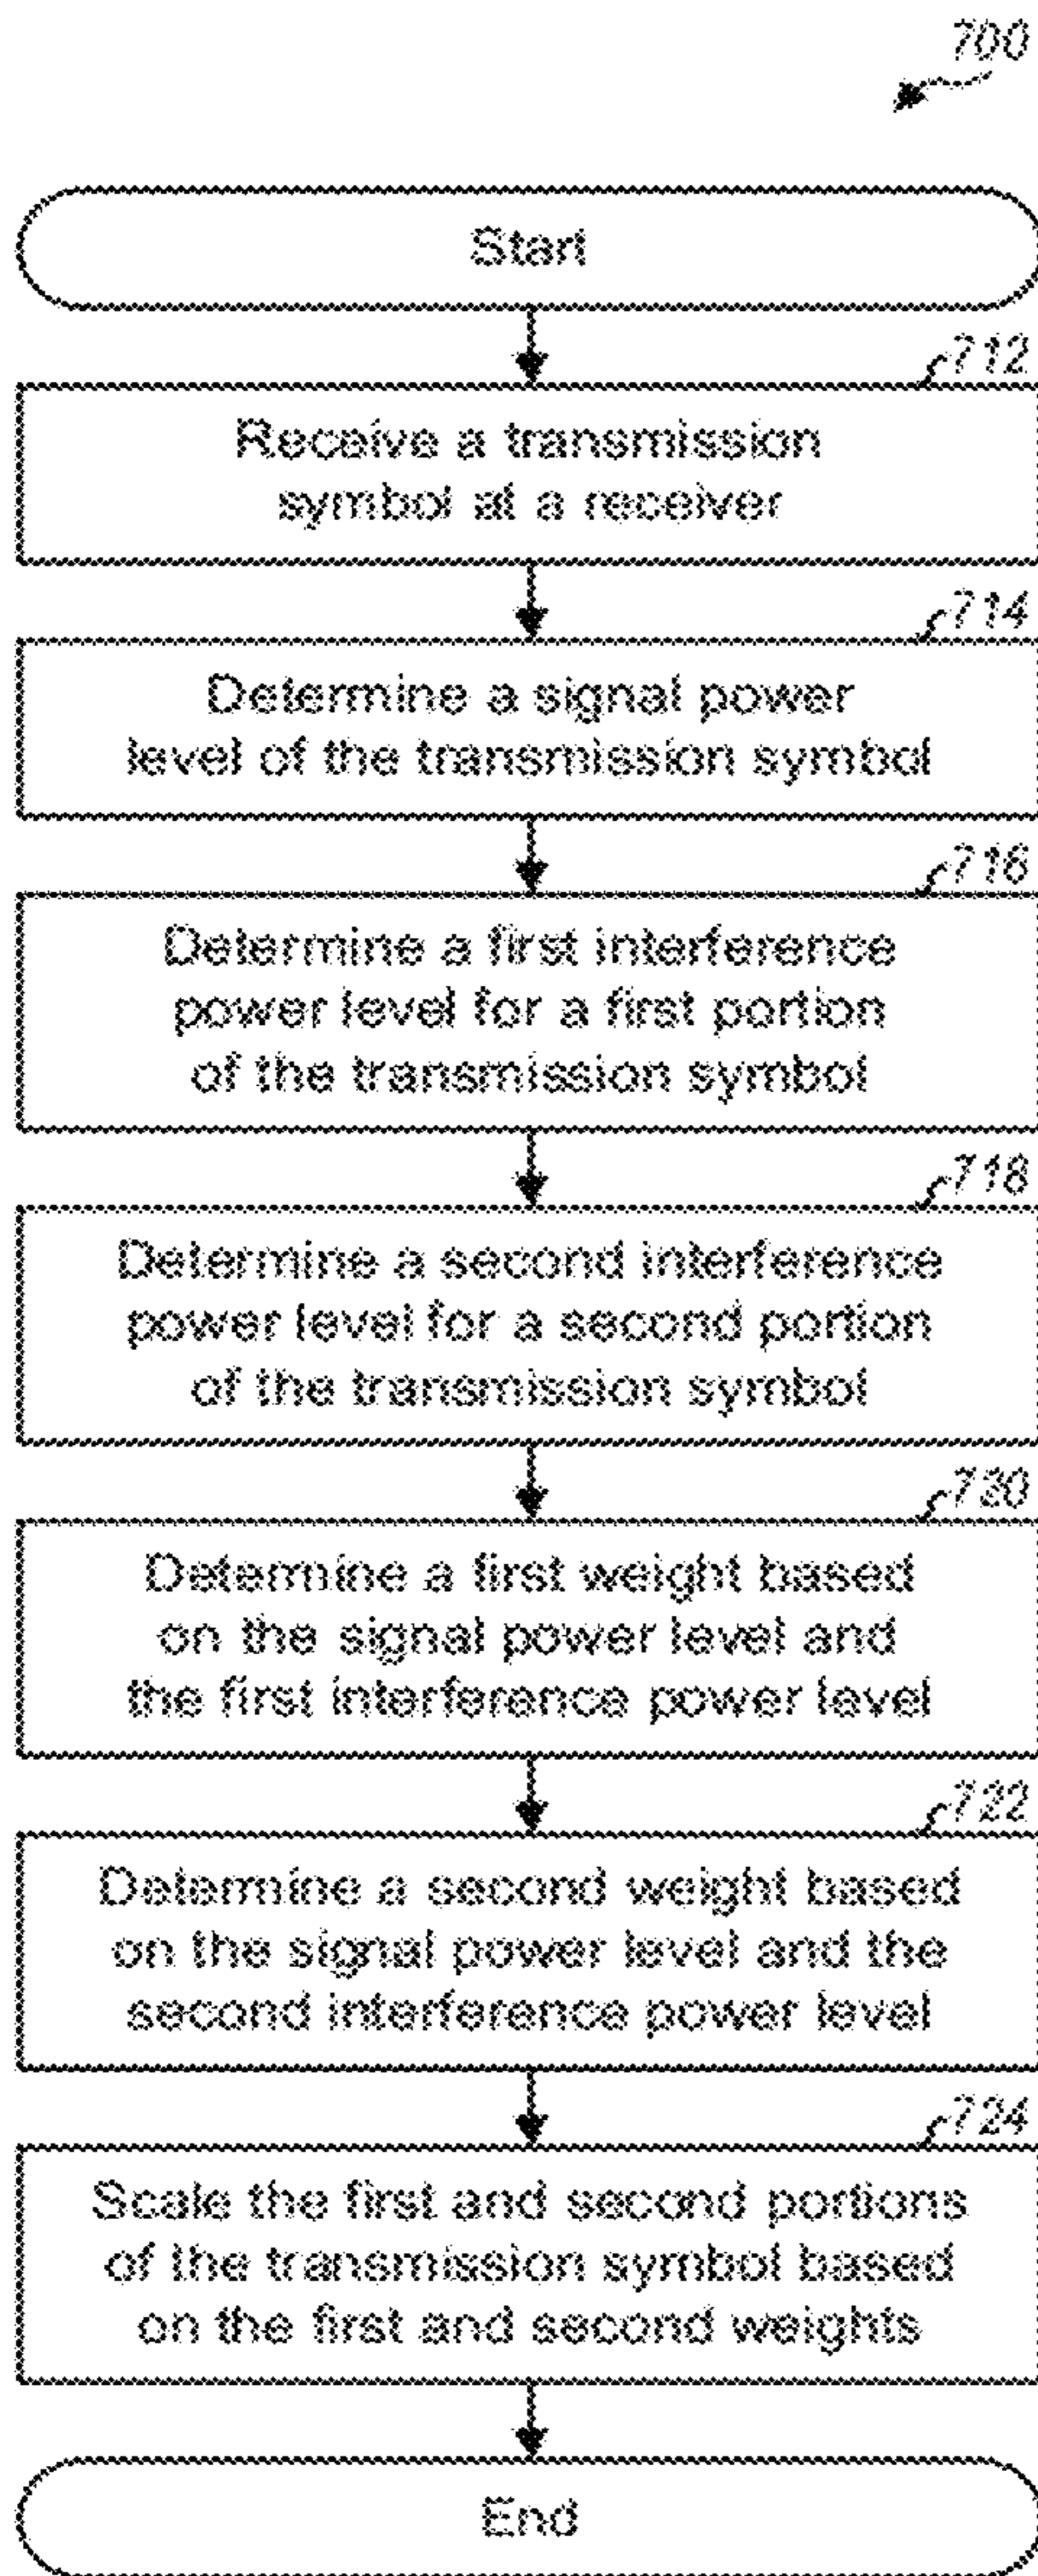 700
Start
712
Receive a transmission
symbol at a receiver
714
Determine a signal power
level of the transmission symbol
716
Determine a first interference
power level for a first portion
of the transmission symbol
718
Determine a second interference
power level for a second portion
of the transmission symbol
720
Determine a first weight based
on the signal power level and
the first interference power level
722
Determine a second weight based
on the signal power level and the
second interference power level
724
Scale the first and second portions
of the transmission symbol based
on the first and second weights
End